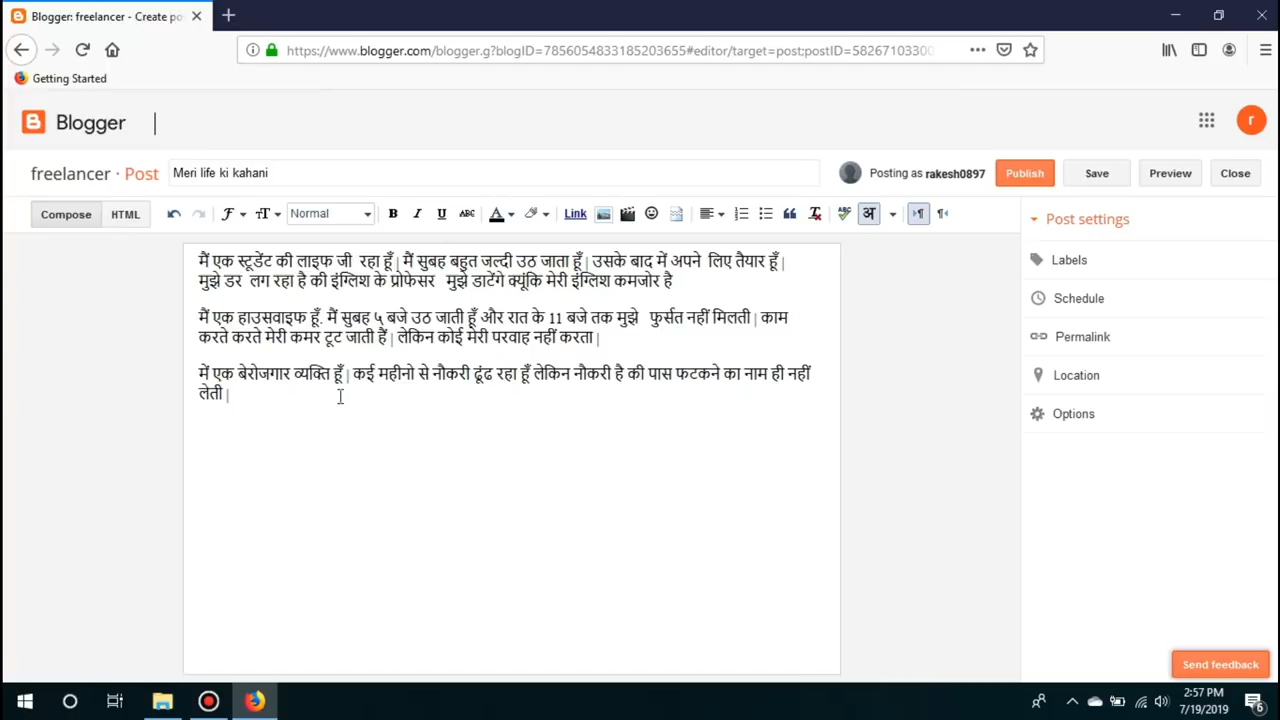 Blogger: freelancer - Create po
https://www.blogger.com/blogger.g?blogID=7856054833185203655#editor/target=post;postID=58267103300
Getting Started
Blogger
r
freelancer · Post
Meri life ki kahani
Posting as rakesh0897
Publish
Save
Preview
Close
Compose
HTML
Normal
Link
अ
Post settings
मैं एक स्टूडेंट की लाइफ जी रहा हूँ | मैं सुबह बहुत जल्दी उठ जाता हूँ | उसके बाद में अपने लिए तैयार हूँ |
मुझे डर लग रहा है की इंग्लिश के प्रोफेसर मुझे डाटेंगे क्यूंकि मेरी इंग्लिश कमजोर है
मैं एक हाउसवाइफ हूँ. मैं सुबह ५ बजे उठ जाती हूँ और रात के 11 बजे तक मुझे फुर्सत नहीं मिलती | काम
करते करते मेरी कमर टूट जाती हैं | लेकिन कोई मेरी परवाह नहीं करता |
में एक बेरोजगार व्यक्ति हूँ | कई महीनो से नौकरी ढूंढ रहा हूँ लेकिन नौकरी है की पास फटकने का नाम ही नहीं
लेती |
Labels
Schedule
Permalink
Location
Options
Send feedback
2:57 PM
7/19/2019
6